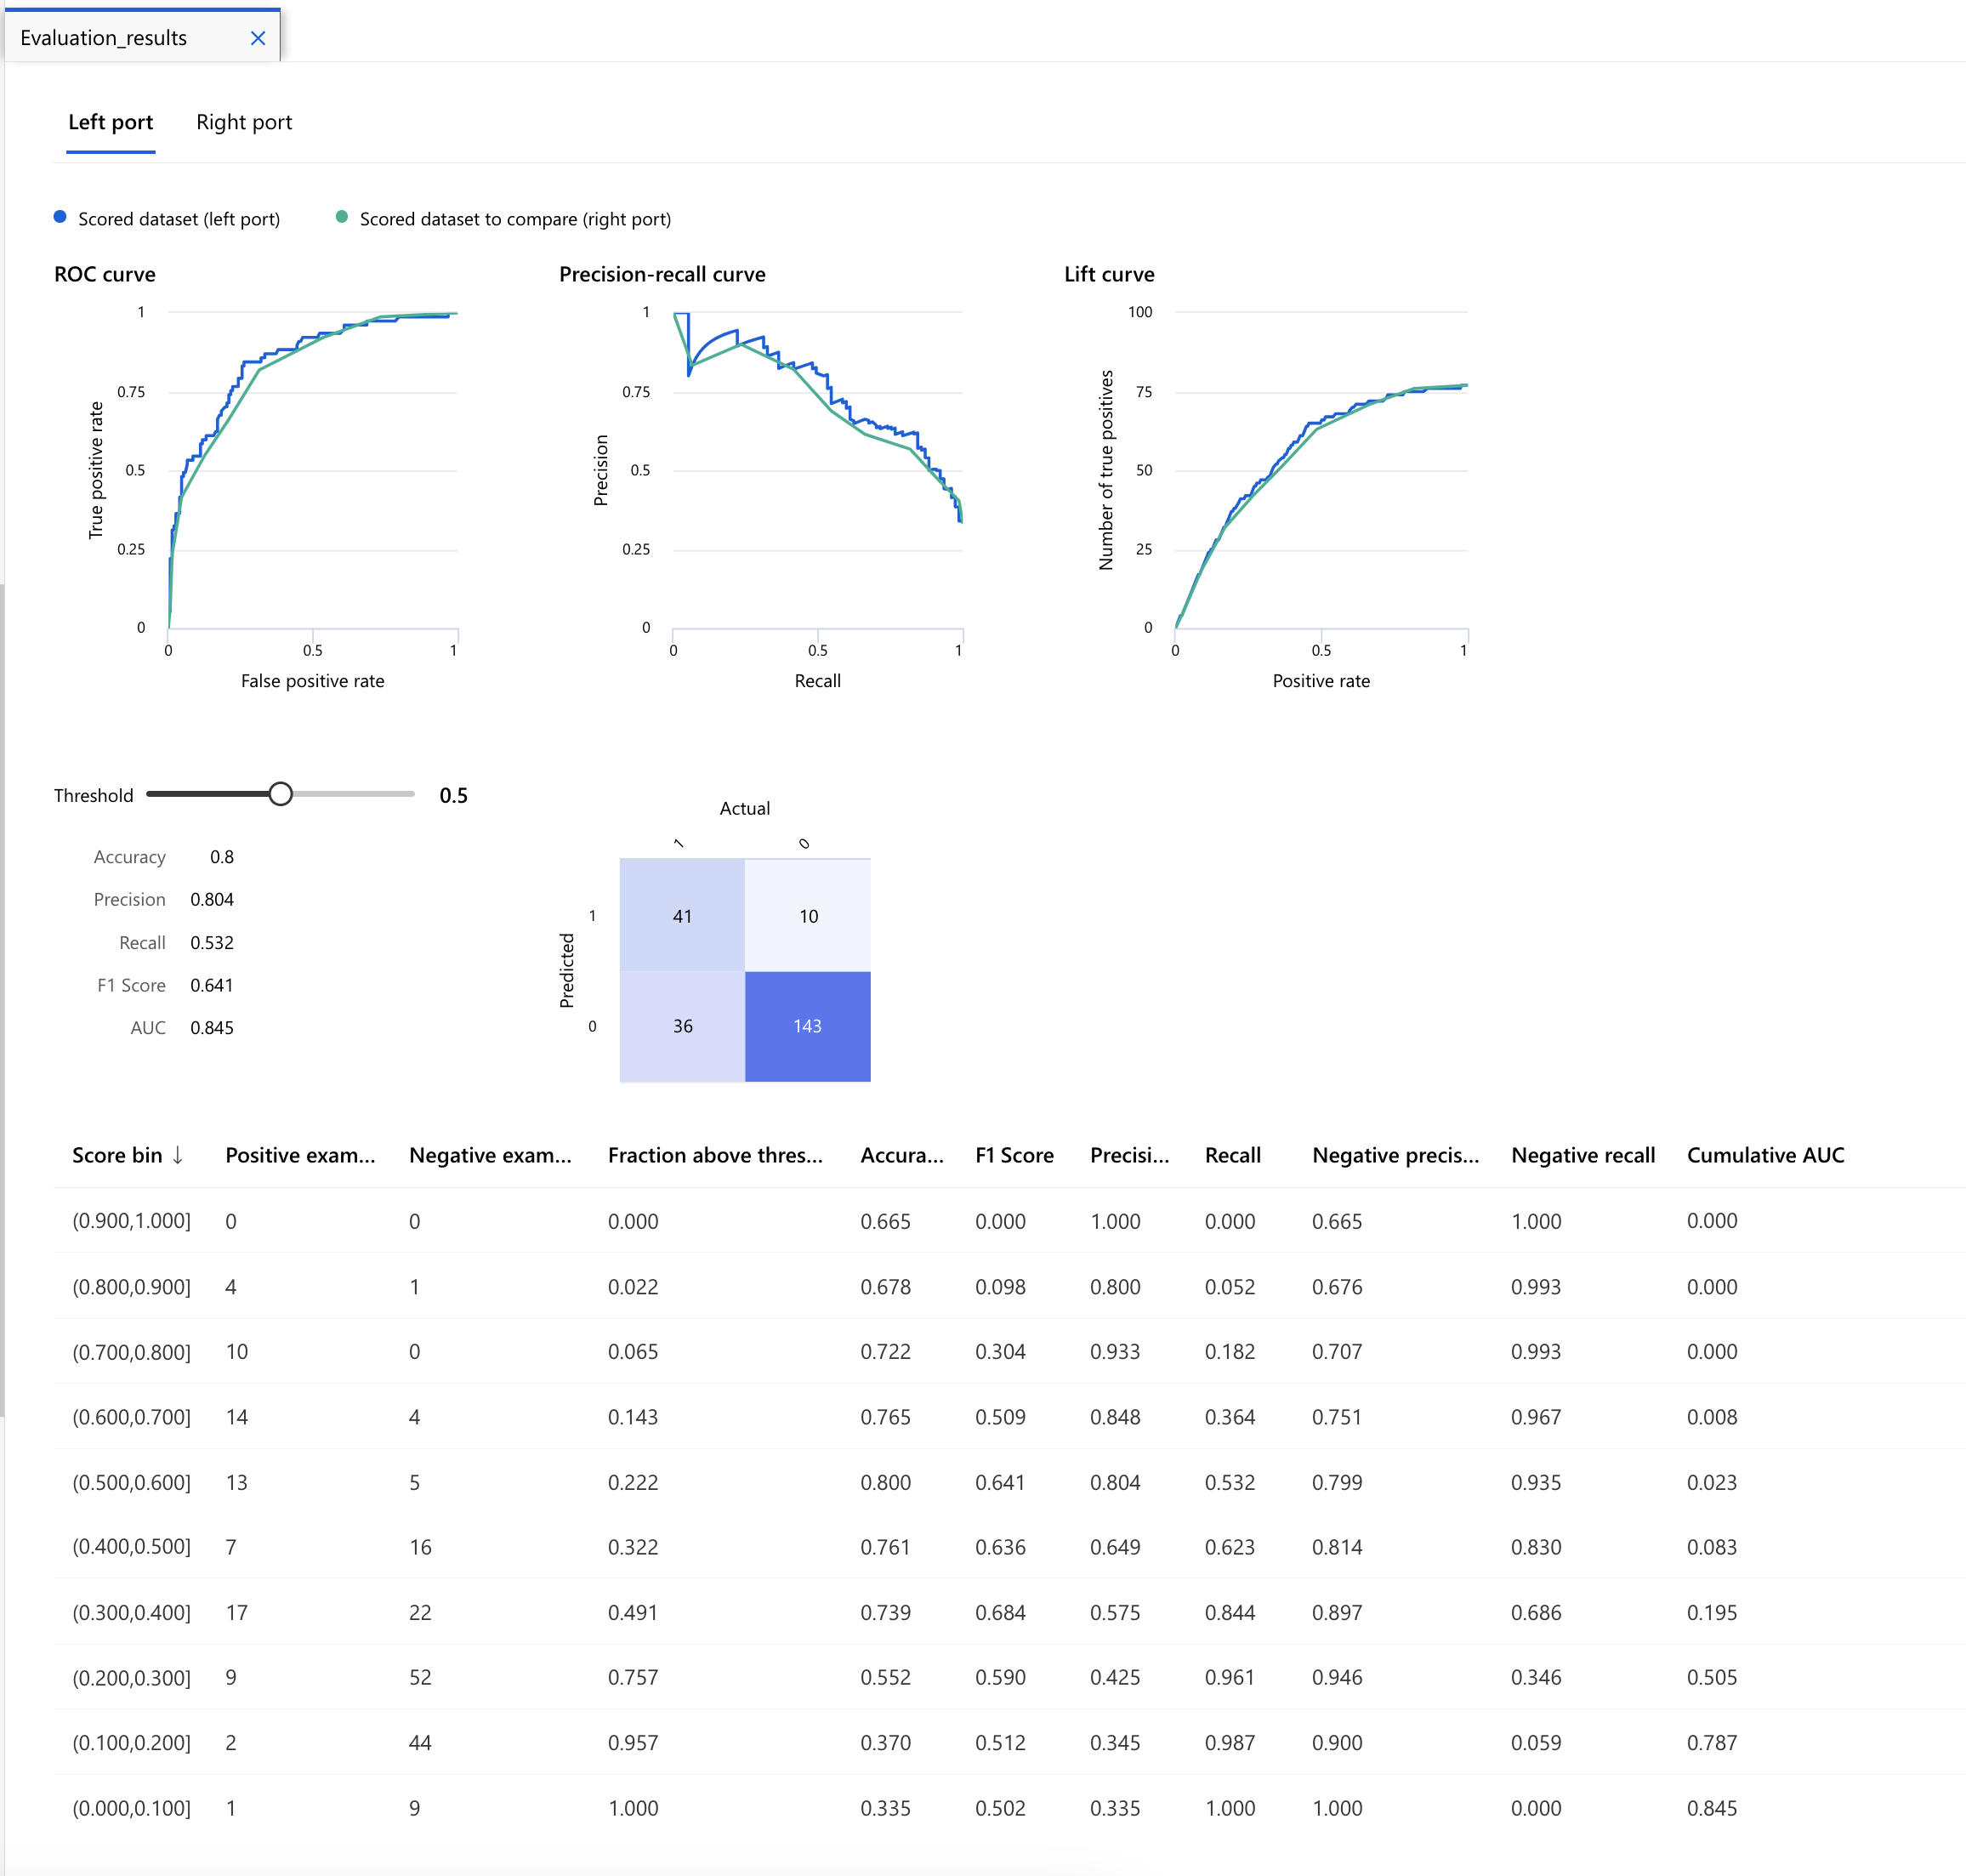 Evaluation_results
Left port Right port
Scored dataset (left port) Scored dataset to compare (right port)
ROC curve
1
0.75
0.5
0.25
0
True positive rate
0 0.5 1
False positive rate
Precision-recall curve
1
0.75
0.5
0.25
0
Precision
0 0.5 1
Recall
Lift curve
100
75
50
25
0
Number of true positives
0 0.5 1
Positive rate
Threshold 0.5
Accuracy 0.8
Precision 0.804
Recall 0.532
F1 Score 0.641
AUC 0.845
Actual
1 0
Predicted
1 41 10
0 36 143
Score bin ↓ Positive exam... Negative exam... Fraction above thres... Accura... F1 Score Precisi... Recall Negative precis... Negative recall Cumulative AUC
(0.900,1.000] 0 0 0.000 0.665 0.000 1.000 0.000 0.665 1.000 0.000
(0.800,0.900] 4 1 0.022 0.678 0.098 0.800 0.052 0.676 0.993 0.000
(0.700,0.800] 10 0 0.065 0.722 0.304 0.933 0.182 0.707 0.993 0.000
(0.600,0.700] 14 4 0.143 0.765 0.509 0.848 0.364 0.751 0.967 0.008
(0.500,0.600] 13 5 0.222 0.800 0.641 0.804 0.532 0.799 0.935 0.023
(0.400,0.500] 7 16 0.322 0.761 0.636 0.649 0.623 0.814 0.830 0.083
(0.300,0.400] 17 22 0.491 0.739 0.684 0.575 0.844 0.897 0.686 0.195
(0.200,0.300] 9 52 0.757 0.552 0.590 0.425 0.961 0.946 0.346 0.505
(0.100,0.200] 2 44 0.957 0.370 0.512 0.345 0.987 0.900 0.059 0.787
(0.000,0.100] 1 9 1.000 0.335 0.502 0.335 1.000 1.000 0.000 0.845